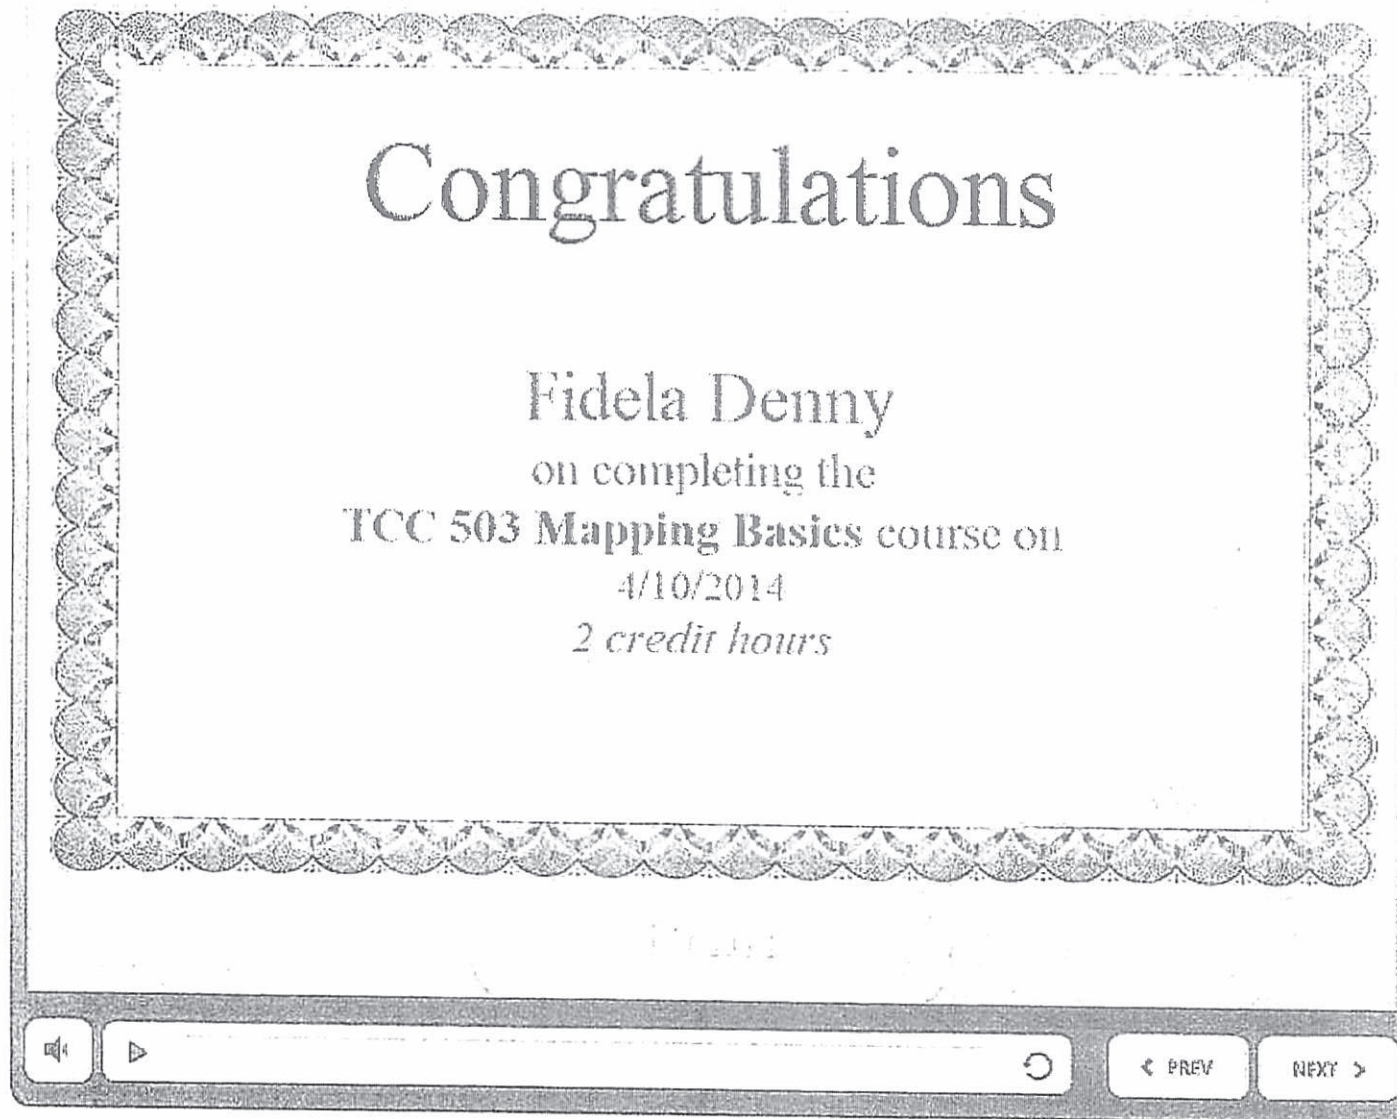 Congratulations
Fidela Denny
on completing the
TCC 503 Mapping Basics course on
4/10/2014
2 credit hours
PREV
NEXT